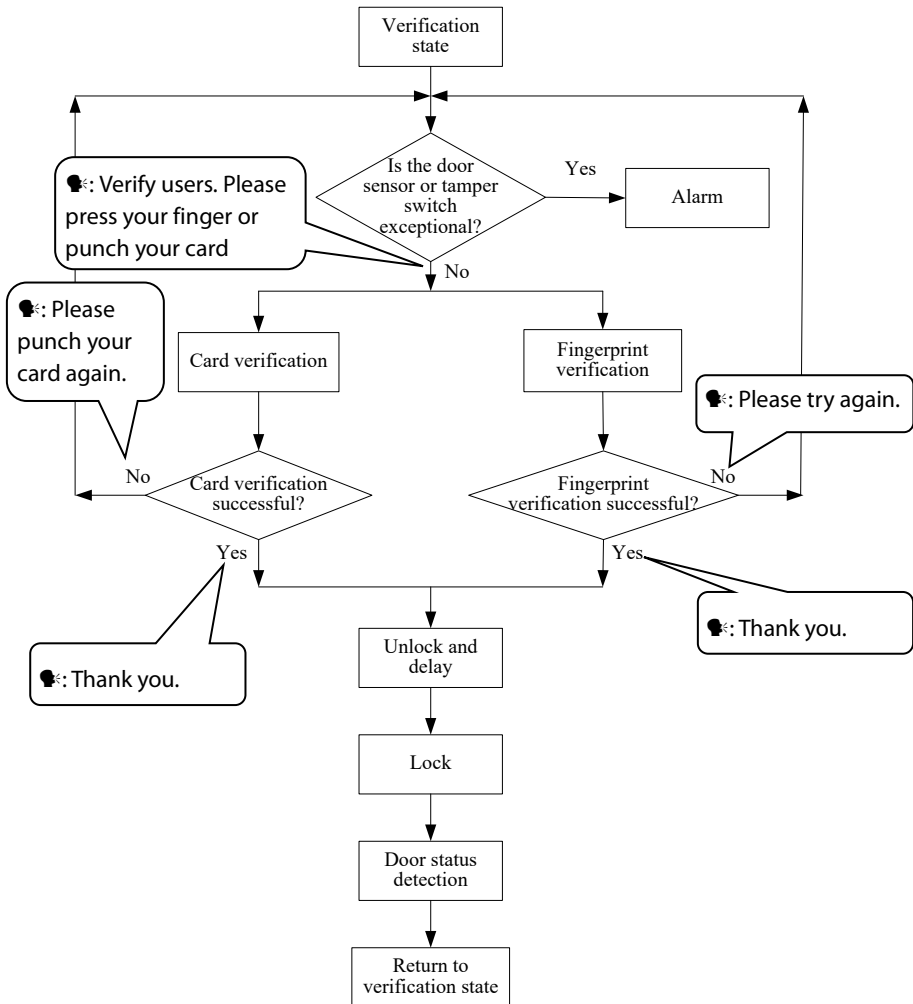 Verification
state
Is the door
sensor or tamper
switch
exceptional?
Yes
Alarm
🗣: Verify users. Please
press your finger or
punch your card
No
🗣: Please
punch your
card again.
Card verification
Fingerprint
verification
🗣: Please try again.
No
Card verification
successful?
Fingerprint
verification successful?
No
Yes
Yes
🗣: Thank you.
🗣: Thank you.
Unlock and
delay
Lock
Door status
detection
Return to
verification state